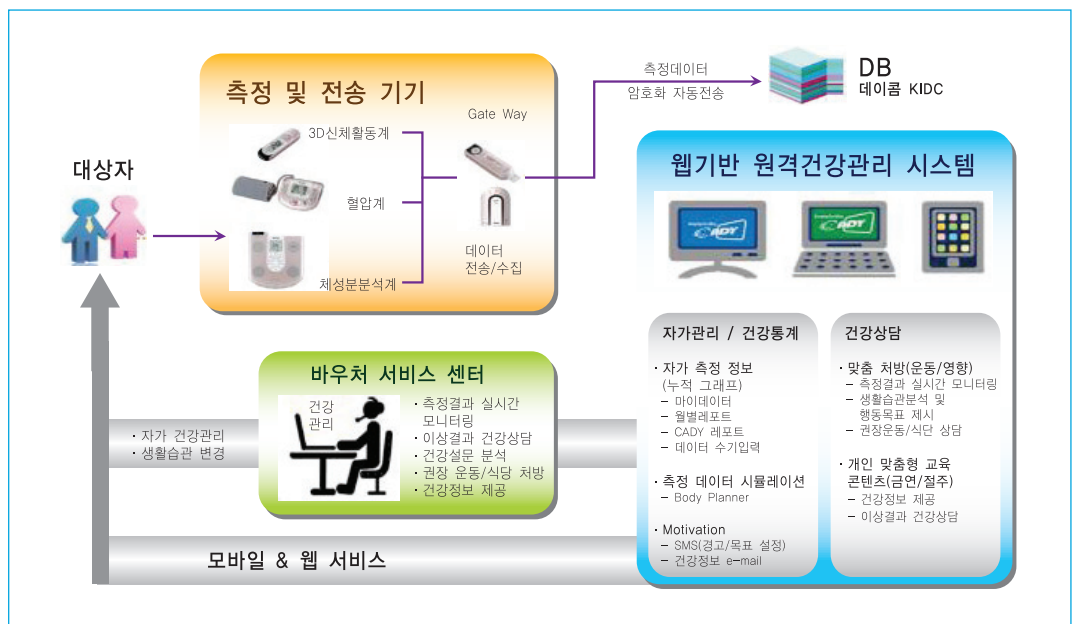 측정 및 전송 기기
3D신체활동계
혈압계
체성분분석계
Gate Way
데이터
전송/수집
대상자
측정데이터
암호화 자동전송
DB
데이콤 KIDC
웹기반 원격건강관리 시스템
CADY
CADY
자가관리 / 건강통계
· 자가 측정 정보
(누적 그래프)
- 마이데이터
- 월별레포트
- CADY 레포트
- 데이터 수기입력
· 측정 데이터 시뮬레이션
- Body Planner
· Motivation
- SMS(경고/목표 설정)
- 건강정보 e-mail
건강상담
· 맞춤 처방(운동/영향)
- 측정결과 실시간 모니터링
- 생활습관분석 및
행동목표 제시
- 권장운동/식단 상담
· 개인 맞춤형 교육
콘텐츠(금연/절주)
- 건강정보 제공
- 이상결과 건강상담
바우처 서비스 센터
건강
관리
· 측정결과 실시간
모니터링
· 이상결과 건강상담
· 건강설문 분석
· 권장 운동/식당 처방
· 건강정보 제공
· 자가 건강관리
· 생활습관 변경
모바일 & 웹 서비스